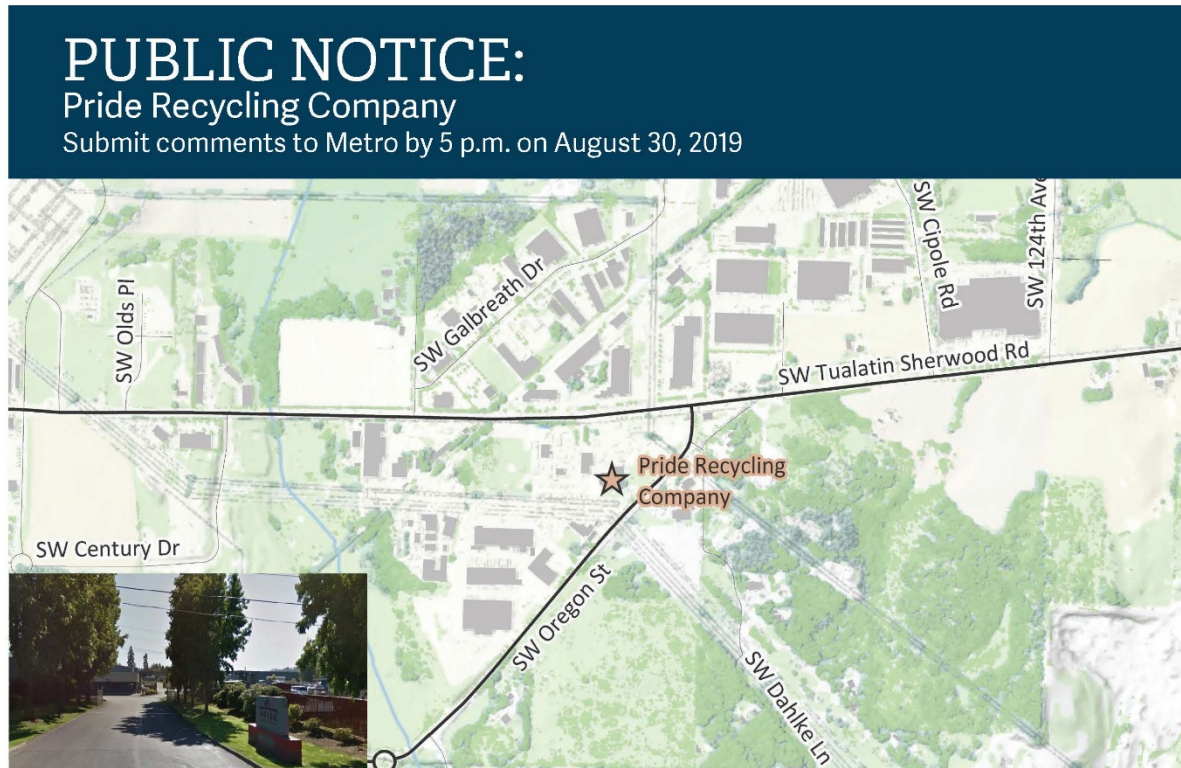 PUBLIC NOTICE:
Pride Recycling Company
Submit comments to Metro by 5 p.m. on August 30, 2019
SW Cipole Rd
SW 124th Ave
SW Olds Pl
SW Galbreath Dr
SW Tualatin Sherwood Rd
Pride Recycling
Company
SW Century Dr
SW Oregon St
SW Dahlke Ln
PRIDE